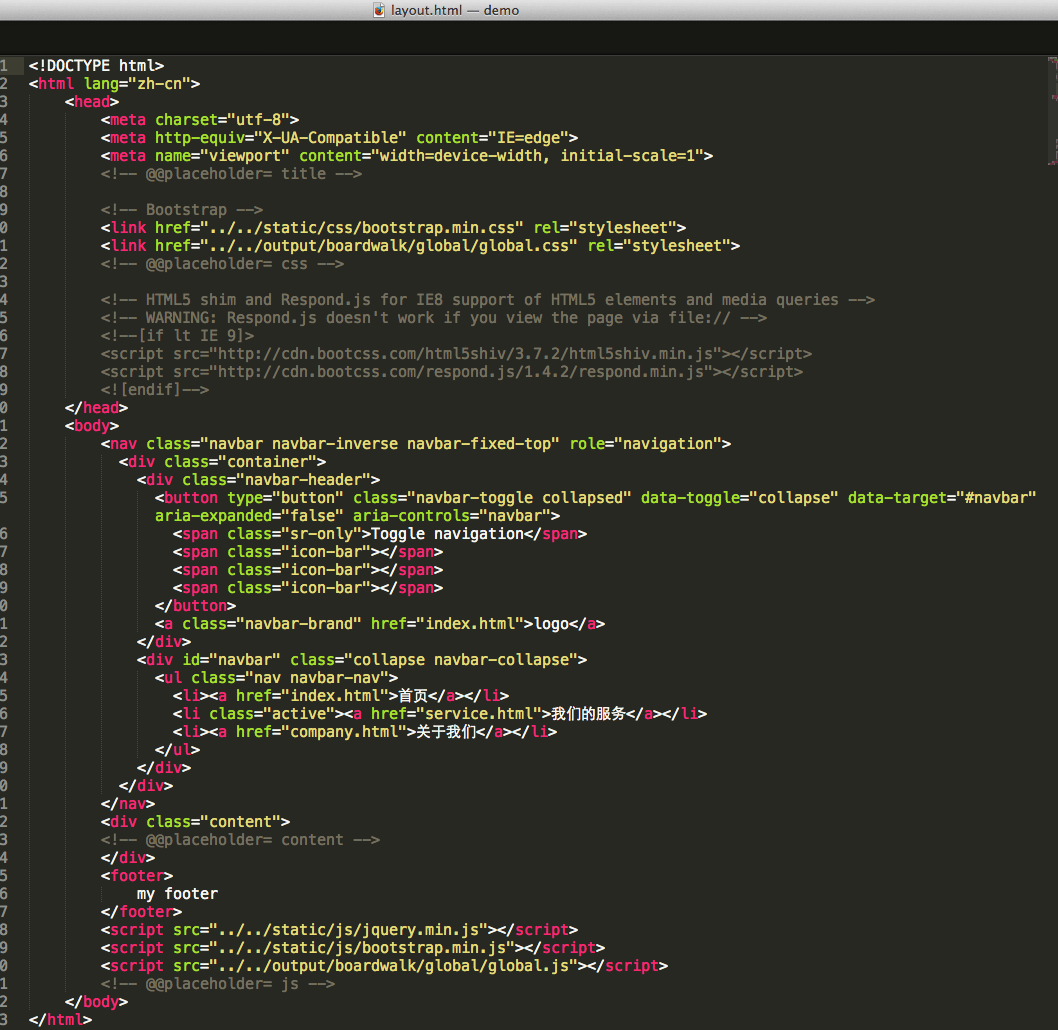 layout.html — demo
1 <!DOCTYPE html>
2 <html lang="zh-cn">
3 <head>
4 <meta charset="utf-8">
5 <meta http-equiv="X-UA-Compatible" content="IE=edge">
6 <meta name="viewport" content="width=device-width, initial-scale=1">
7 <!-- @@placeholder= title -->
8
9 <!-- Bootstrap -->
0 <link href="../../static/css/bootstrap.min.css" rel="stylesheet">
1 <link href="../../output/boardwalk/global/global.css" rel="stylesheet">
2 <!-- @@placeholder= css -->
3
4 <!-- HTML5 shim and Respond.js for IE8 support of HTML5 elements and media queries -->
5 <!-- WARNING: Respond.js doesn't work if you view the page via file:// -->
6 <!--[if lt IE 9]>
7 <script src="http://cdn.bootcss.com/html5shiv/3.7.2/html5shiv.min.js"></script>
8 <script src="http://cdn.bootcss.com/respond.js/1.4.2/respond.min.js"></script>
9 <![endif]-->
0 </head>
1 <body>
2 <nav class="navbar navbar-inverse navbar-fixed-top" role="navigation">
3 <div class="container">
4 <div class="navbar-header">
5 <button type="button" class="navbar-toggle collapsed" data-toggle="collapse" data-target="#navbar"
aria-expanded="false" aria-controls="navbar">
6 <span class="sr-only">Toggle navigation</span>
7 <span class="icon-bar"></span>
8 <span class="icon-bar"></span>
9 <span class="icon-bar"></span>
0 </button>
1 <a class="navbar-brand" href="index.html">logo</a>
2 </div>
3 <div id="navbar" class="collapse navbar-collapse">
4 <ul class="nav navbar-nav">
5 <li><a href="index.html">首页</a></li>
6 <li class="active"><a href="service.html">我们的服务</a></li>
7 <li><a href="company.html">关于我们</a></li>
8 </ul>
9 </div>
0 </div>
1 </nav>
2 <div class="content">
3 <!-- @@placeholder= content -->
4 </div>
5 <footer>
6 my footer
7 </footer>
8 <script src="../../static/js/jquery.min.js"></script>
9 <script src="../../static/js/bootstrap.min.js"></script>
0 <script src="../../output/boardwalk/global/global.js"></script>
1 <!-- @@placeholder= js -->
2 </body>
3 </html>